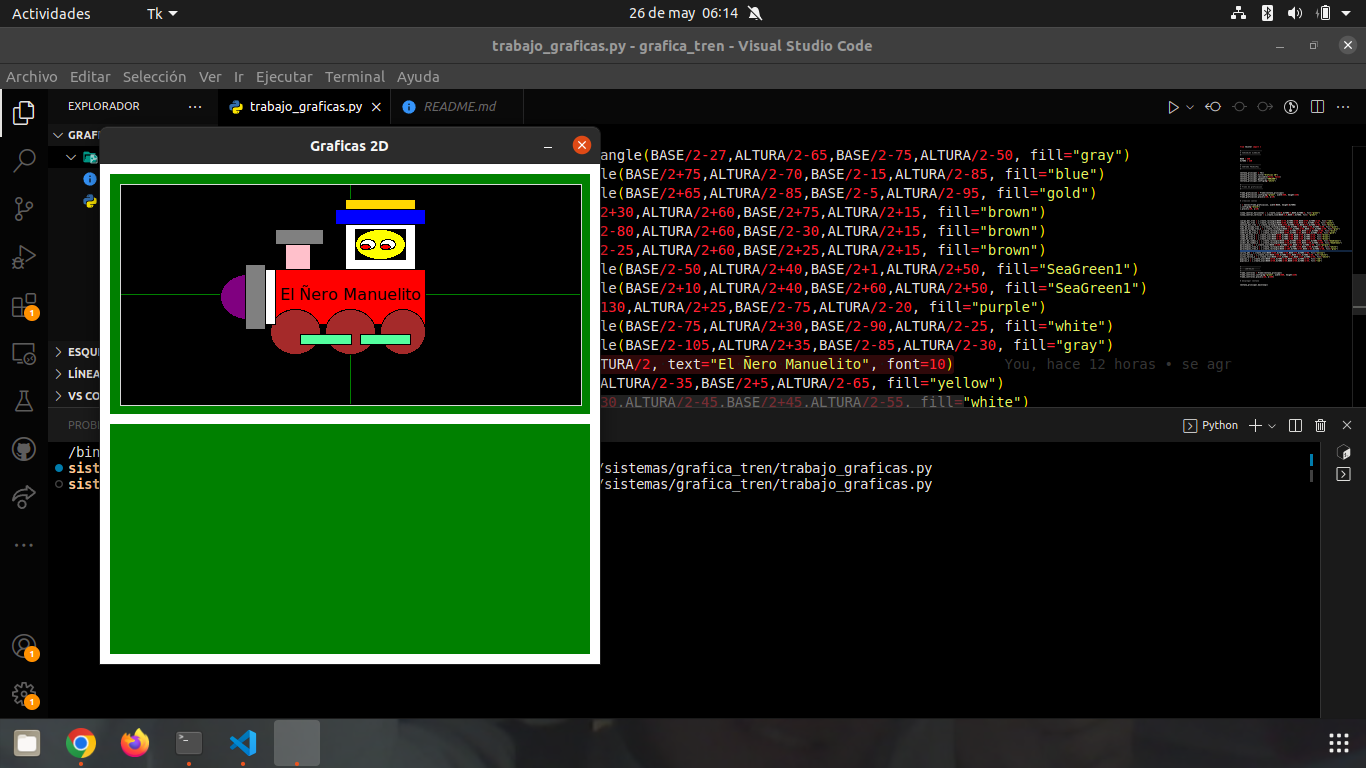 Actividades
Tk
26 de may 06:14
trabajo_graficas.py - grafica_tren - Visual Studio Code
Archivo Editar Selección Ver Ir Ejecutar Terminal Ayuda
EXPLORADOR
trabajo_graficas.py
README.md
GRAF
Graficas 2D
El Ñero Manuelito
angle(BASE/2-27,ALTURA/2-65,BASE/2-75,ALTURA/2-50, fill="gray")
le(BASE/2+75,ALTURA/2-70,BASE/2-15,ALTURA/2-85, fill="blue")
le(BASE/2+65,ALTURA/2-85,BASE/2-5,ALTURA/2-95, fill="gold")
2+30,ALTURA/2+60,BASE/2+75,ALTURA/2+15, fill="brown")
2-80,ALTURA/2+60,BASE/2-30,ALTURA/2+15, fill="brown")
2-25,ALTURA/2+60,BASE/2+25,ALTURA/2+15, fill="brown")
le(BASE/2-50,ALTURA/2+40,BASE/2+1,ALTURA/2+50, fill="SeaGreen1")
le(BASE/2+10,ALTURA/2+40,BASE/2+60,ALTURA/2+50, fill="SeaGreen1")
130,ALTURA/2+25,BASE/2-75,ALTURA/2-20, fill="purple")
le(BASE/2-75,ALTURA/2+30,BASE/2-90,ALTURA/2-25, fill="white")
le(BASE/2-105,ALTURA/2+35,BASE/2-85,ALTURA/2-30, fill="gray")
TURA/2, text="El Ñero Manuelito", font=10) You, hace 12 horas • se agr
ALTURA/2-35,BASE/2+5,ALTURA/2-65, fill="yellow")
30,ALTURA/2-45,BASE/2+45,ALTURA/2-55, fill="white")
ESQU
LÍNEA
VS CO
PROB
Python
/bin
sist
/sistemas/grafica_tren/trabajo_graficas.py
sist
/sistemas/grafica_tren/trabajo_graficas.py
1
1
1